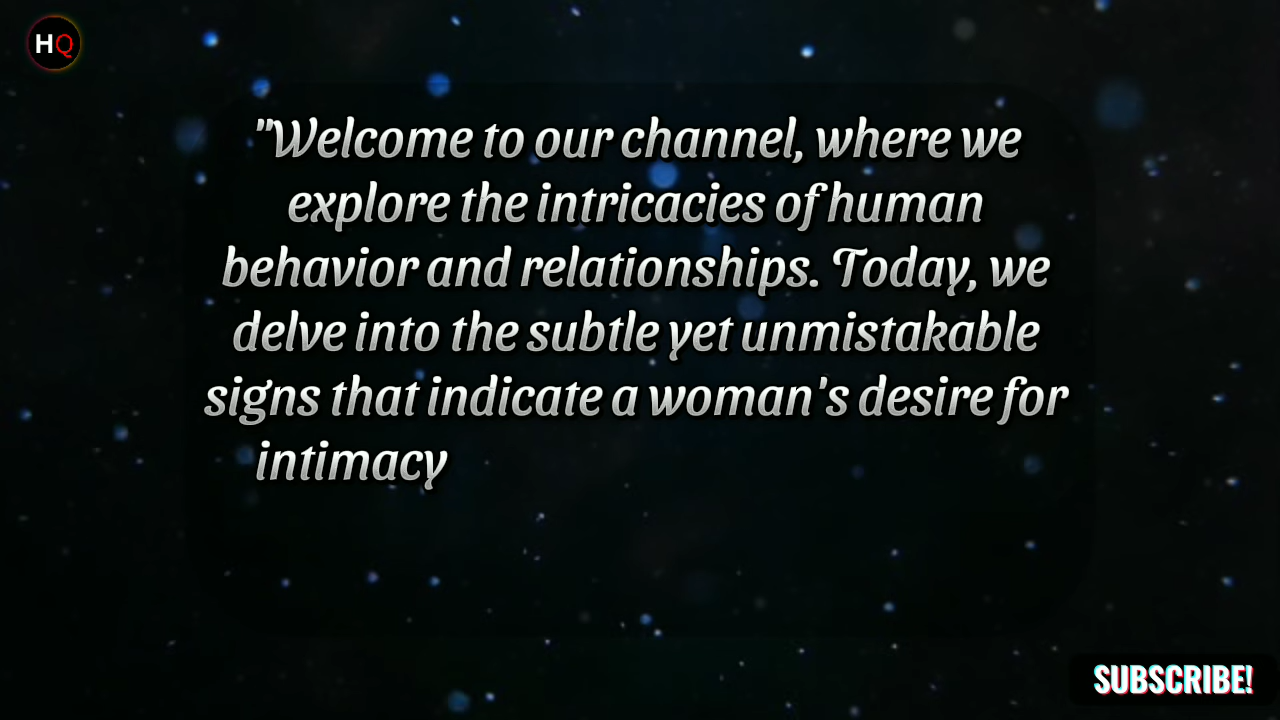 HQ
"Welcome to our channel, where we
explore the intricacies of human
behavior and relationships. Today, we
delve into the subtle yet unmistakable
signs that indicate a woman's desire for
intimacy
SUBSCRIBE!